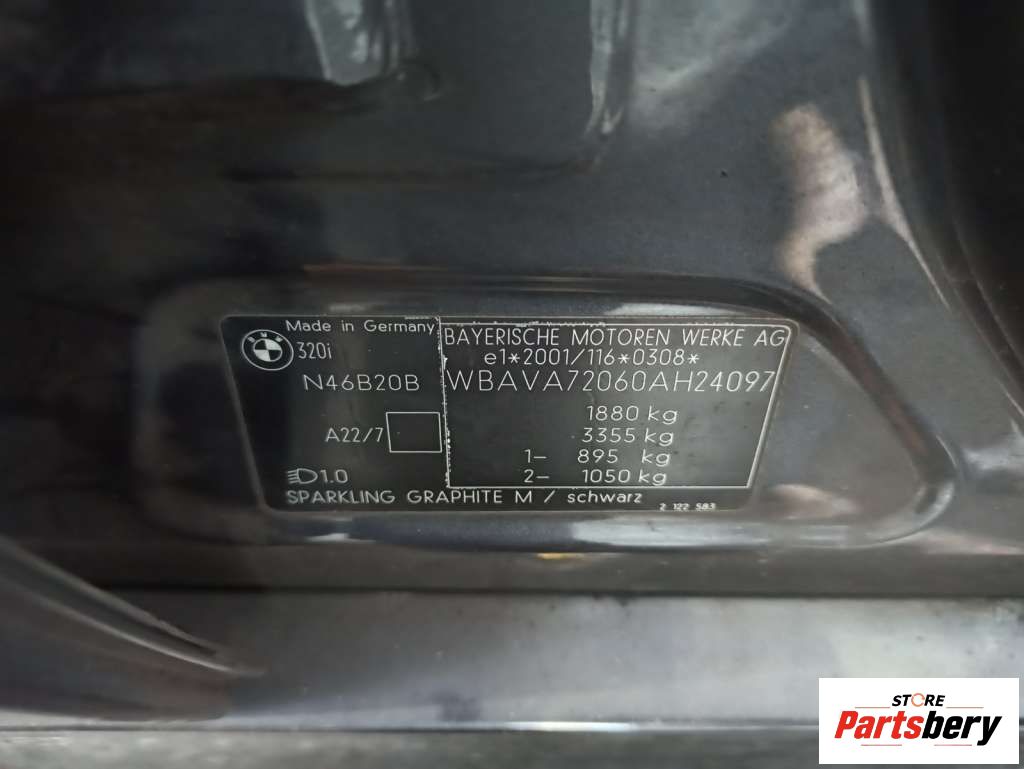 BMW
Made in Germany
320i
N46B20B
A22/7
1.0
BAYERISCHE MOTOREN WERKE AG
e1*2001/116*0308*
WBAVA72060AH24097
1880 kg
3355 kg
1- 895 kg
2- 1050 kg
SPARKLING GRAPHITE M / schwarz
2 122 583
STORE
Partsbery